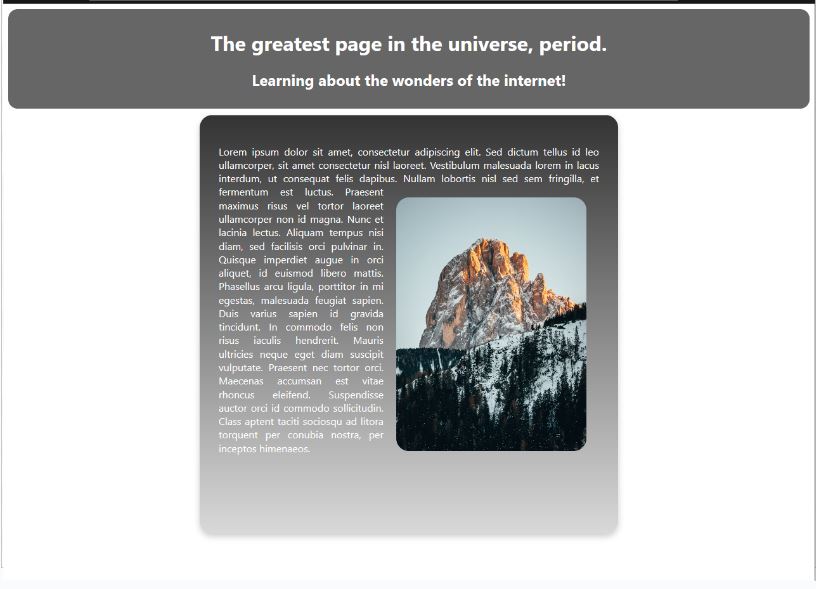 The greatest page in the universe, period.
Learning about the wonders of the internet!
Lorem ipsum dolor sit amet, consectetur adipiscing elit. Sed dictum tellus id leo
ullamcorper, sit amet consectetur nisl laoreet. Vestibulum malesuada lorem in lacus
interdum, ut consequat felis dapibus. Nullam lobortis nisl sed sem fringilla, et
fermentum est luctus. Praesent
maximus risus vel tortor laoreet
ullamcorper non id magna. Nunc et
lacinia lectus. Aliquam tempus nisi
diam, sed facilisis orci pulvinar in.
Quisque imperdiet augue in orci
aliquet, id euismod libero mattis.
Phasellus arcu ligula, porttitor in mi
egestas, malesuada feugiat sapien.
Duis varius sapien id gravida
tincidunt. In commodo felis non
risus iaculis hendrerit. Mauris
ultricies neque eget diam suscipit
vulputate. Praesent nec tortor orci.
Maecenas accumsan est vitae
rhoncus eleifend. Suspendisse
auctor orci id commodo sollicitudin.
Class aptent taciti sociosqu ad litora
torquent per conubia nostra, per
inceptos himenaeos.